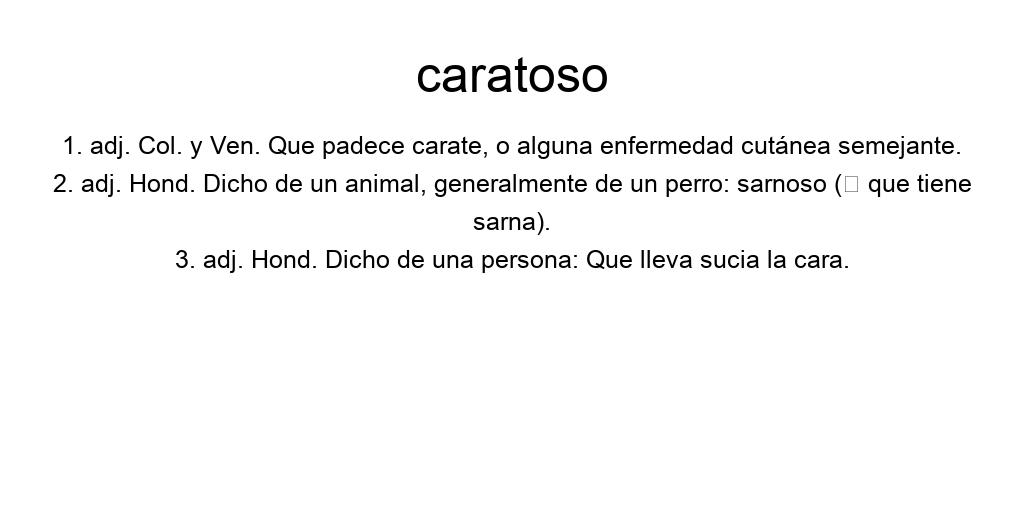 caratoso
1. adj. Col. y Ven. Que padece carate, o alguna enfermedad cutánea semejante.
2. adj. Hond. Dicho de un animal, generalmente de un perro: sarnoso (□ que tiene
sarna).
3. adj. Hond. Dicho de una persona: Que lleva sucia la cara.